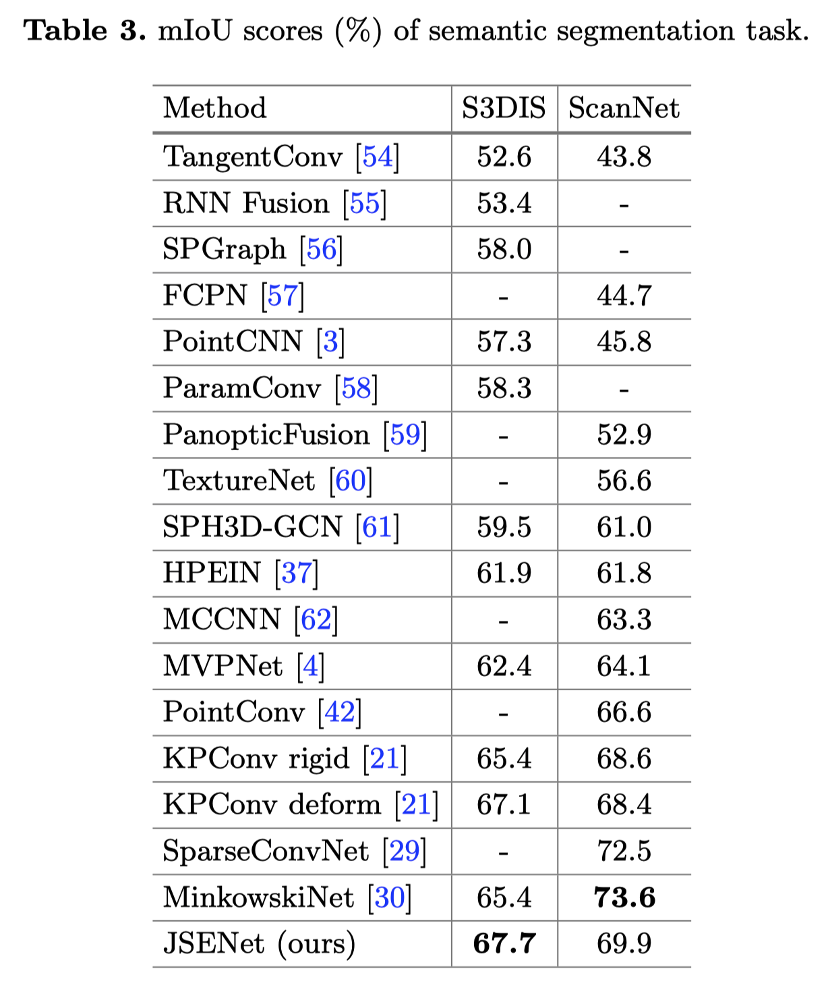 Table 3. mIoU scores (%) of semantic segmentation task.
Method S3DIS ScanNet
TangentConv [54] 52.6 43.8
RNN Fusion [55] 53.4 -
SPGraph [56] 58.0 -
FCPN [57] - 44.7
PointCNN [3] 57.3 45.8
ParamConv [58] 58.3 -
PanopticFusion [59] - 52.9
TextureNet [60] - 56.6
SPH3D-GCN [61] 59.5 61.0
HPEIN [37] 61.9 61.8
MCCNN [62] - 63.3
MVPNet [4] 62.4 64.1
PointConv [42] - 66.6
KPConv rigid [21] 65.4 68.6
KPConv deform [21] 67.1 68.4
SparseConvNet [29] - 72.5
MinkowskiNet [30] 65.4 73.6
JSENet (ours) 67.7 69.9